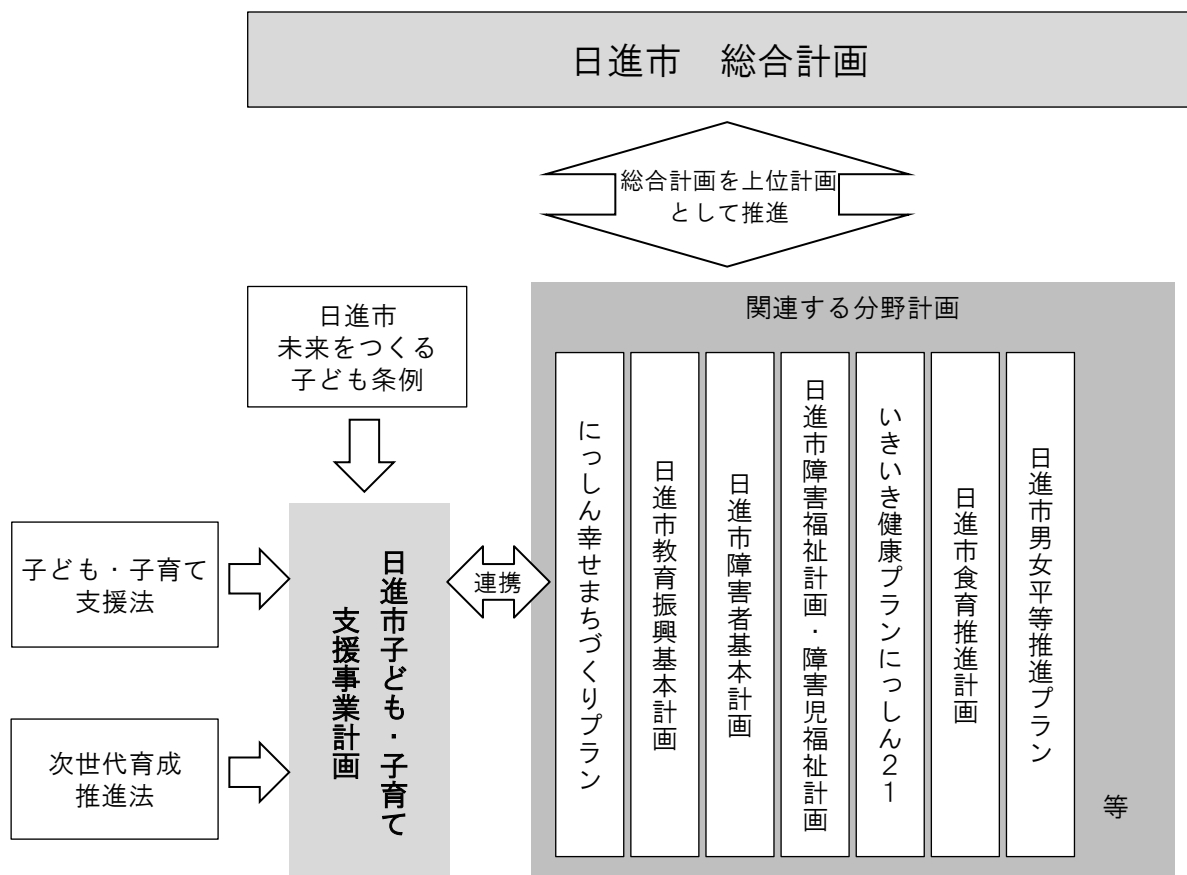 日進市　総合計画
総合計画を上位計画
として推進
日進市
未来をつくる
子ども条例
関連する分野計画
子ども・子育て
支援法
次世代育成
推進法
日進市子ども・子育て
支援事業計画
連携
にっしん幸せまちづくりプラン
日進市教育振興基本計画
日進市障害者基本計画
日進市障害福祉計画・障害児福祉計画
いきいき健康プランにっしん２１
日進市食育推進計画
日進市男女平等推進プラン
等